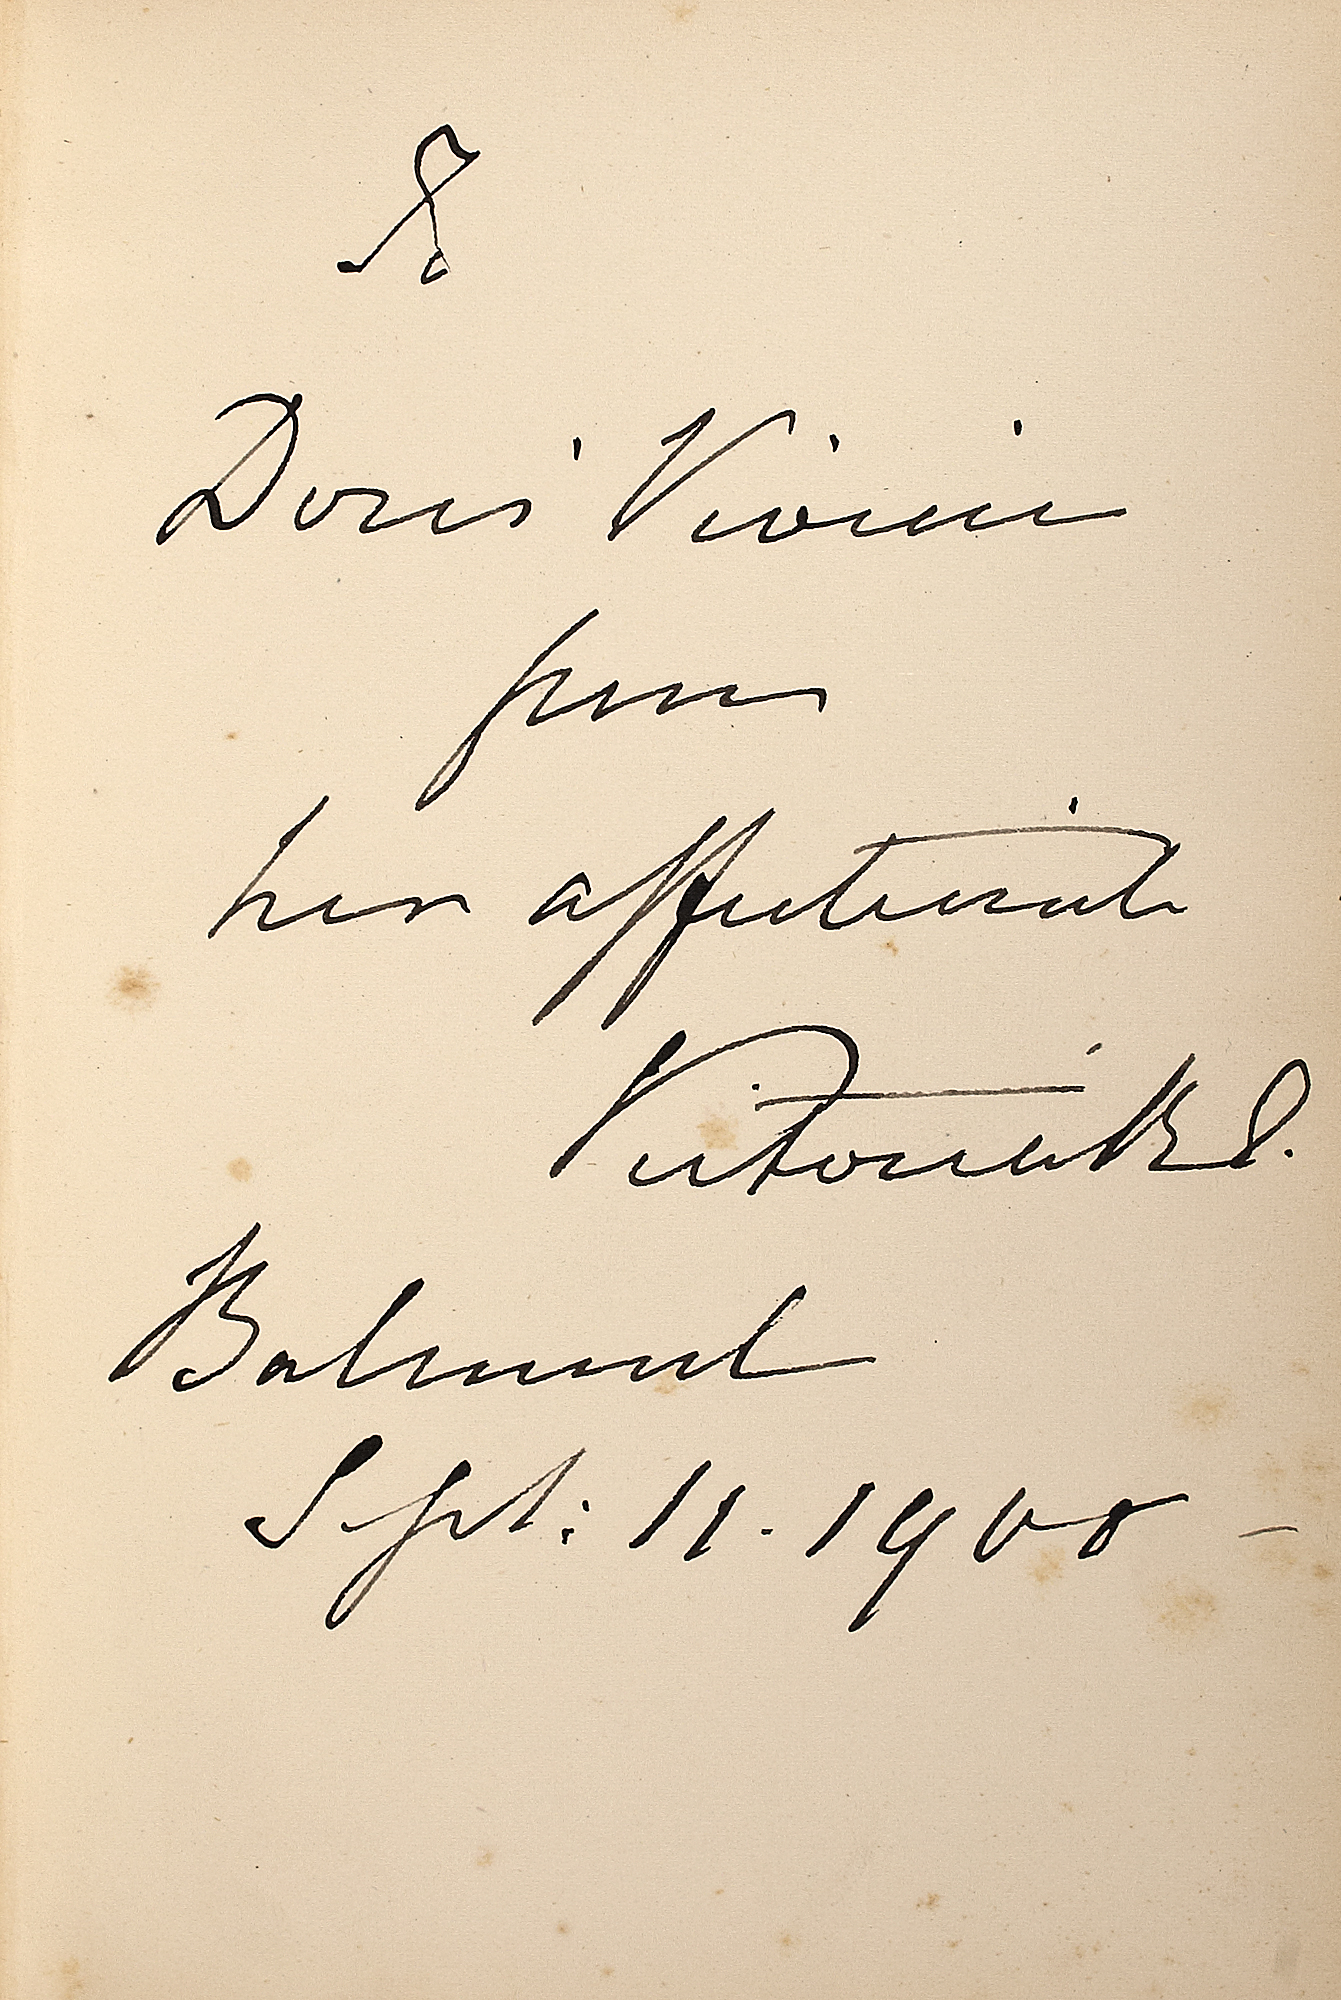 To
Doris Vivian
from
her affectionate
Victoria R I.
Balmoral
Sept: 11. 1900 -